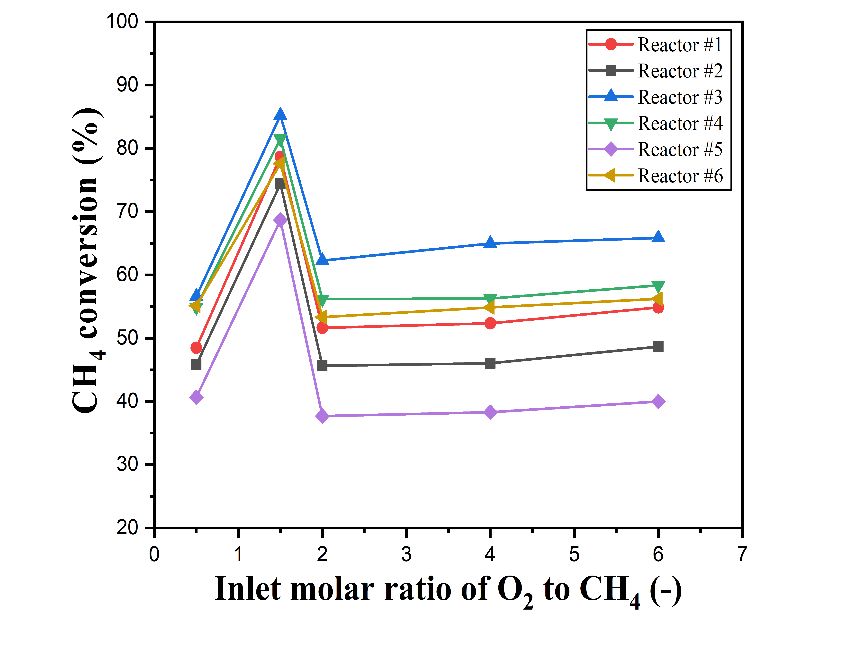 100
90
80
70
60
50
40
30
20
0 1 2 3 4 5 6 7
CH4 conversion (%)
Inlet molar ratio of O2 to CH4 (-)
Reactor #1
Reactor #2
Reactor #3
Reactor #4
Reactor #5
Reactor #6